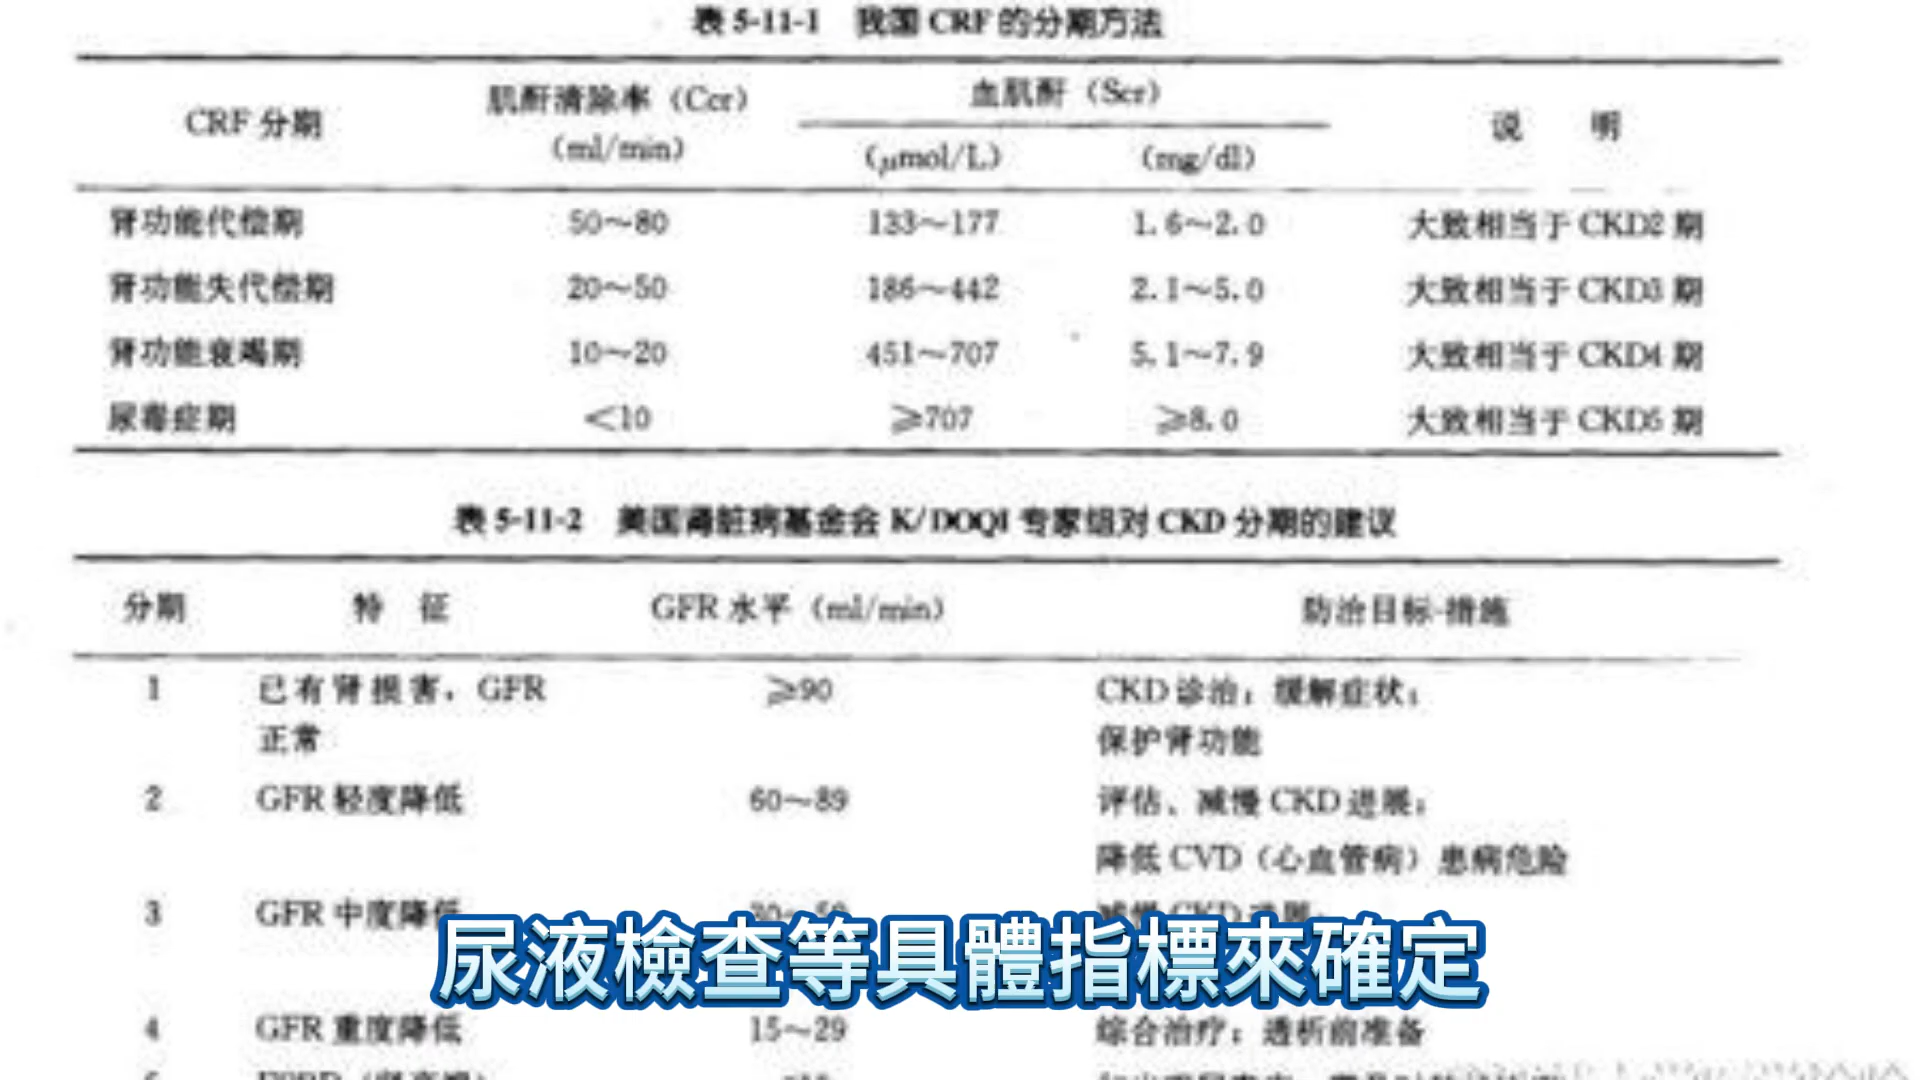 表 5-11-1 我国 CRF 的分期方法
CRF 分期 肌酐清除率（Ccr） 血肌酐（Scr） 说 明
（ml/min） （μmol/L） （mg/dl）
肾功能代偿期 50～80 133～177 1.6～2.0 大致相当于 CKD2 期
肾功能失代偿期 20～50 186～442 2.1～5.0 大致相当于 CKD3 期
肾功能衰竭期 10～20 451～707 5.1～7.9 大致相当于 CKD4 期
尿毒症期 ＜10 ≥707 ≥8.0 大致相当于 CKD5 期
表 5-11-2 美国肾脏病基金会 K/DOQI 专家组对 CKD 分期的建议
分期 特 征 GFR 水平（ml/min） 防治目标-措施
1 已有肾损害，GFR ≥90 CKD 诊治；缓解症状；
正常 保护肾功能
2 GFR 轻度降低 60～89 评估、减慢 CKD 进展；
降低 CVD（心血管病）患病危险
3 GFR 中度降低 30～59 减慢 CKD 进展；
尿液檢查等具體指標來確定
4 GFR 重度降低 15～29 综合治疗；透析前准备